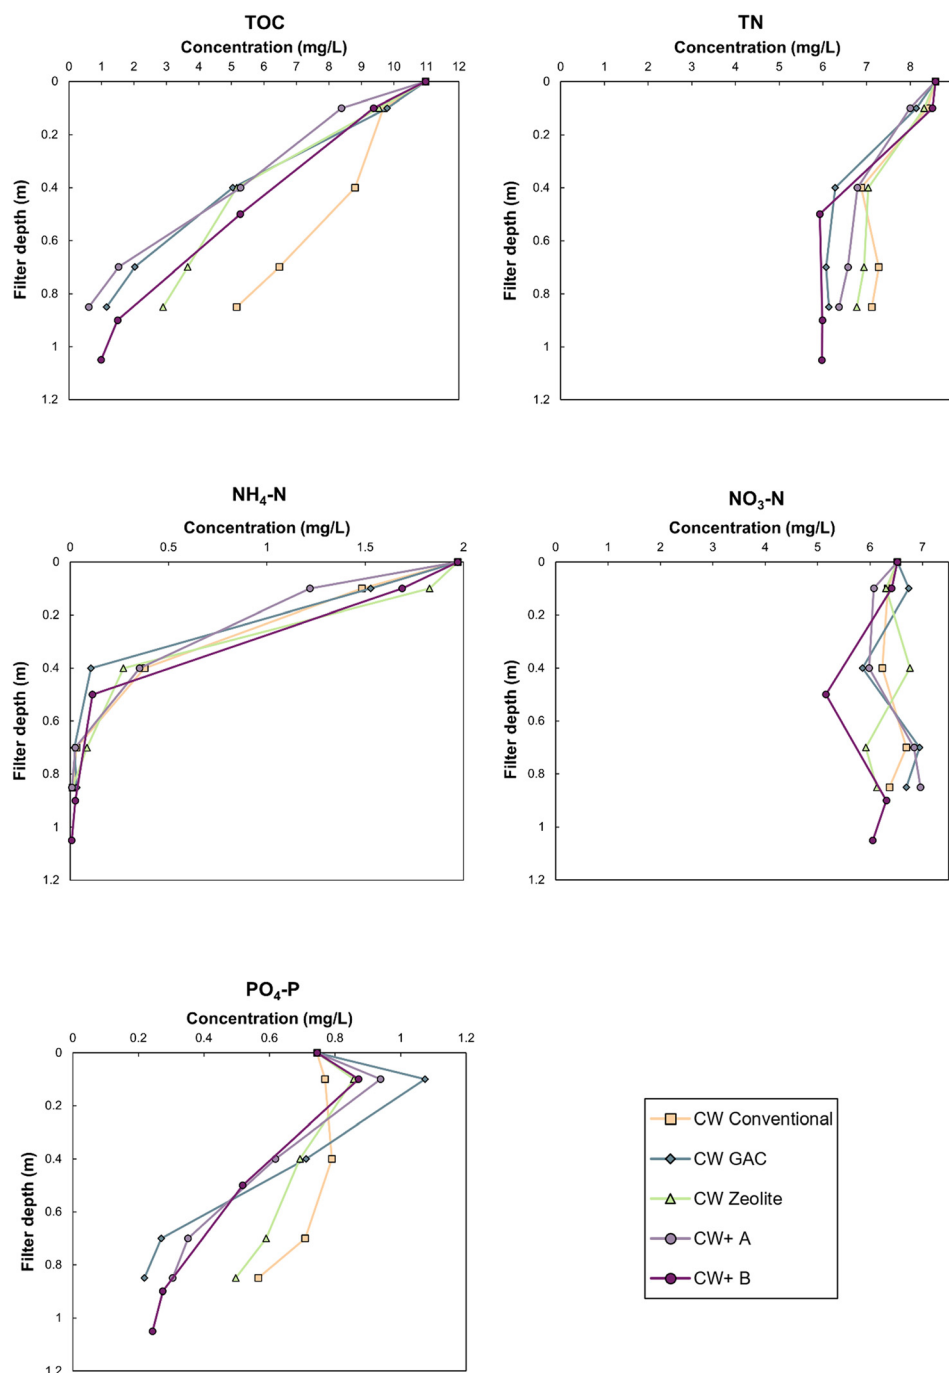 TOC
Concentration (mg/L)
0 1 2 3 4 5 6 7 8 9 10 11 12
0
0.2
0.4
0.6
0.8
1
1.2
Filter depth (m)
TN
Concentration (mg/L)
0 1 2 3 4 5 6 7 8
0
0.2
0.4
0.6
0.8
1
1.2
Filter depth (m)
NH₄-N
Concentration (mg/L)
0 0.5 1 1.5 2
0
0.2
0.4
0.6
0.8
1
1.2
Filter depth (m)
NO₃-N
Concentration (mg/L)
0 1 2 3 4 5 6 7
0
0.2
0.4
0.6
0.8
1
1.2
Filter depth (m)
PO₄-P
Concentration (mg/L)
0 0.2 0.4 0.6 0.8 1 1.2
0
0.2
0.4
0.6
0.8
1
1.2
Filter depth (m)
CW Conventional
CW GAC
CW Zeolite
CW+ A
CW+ B